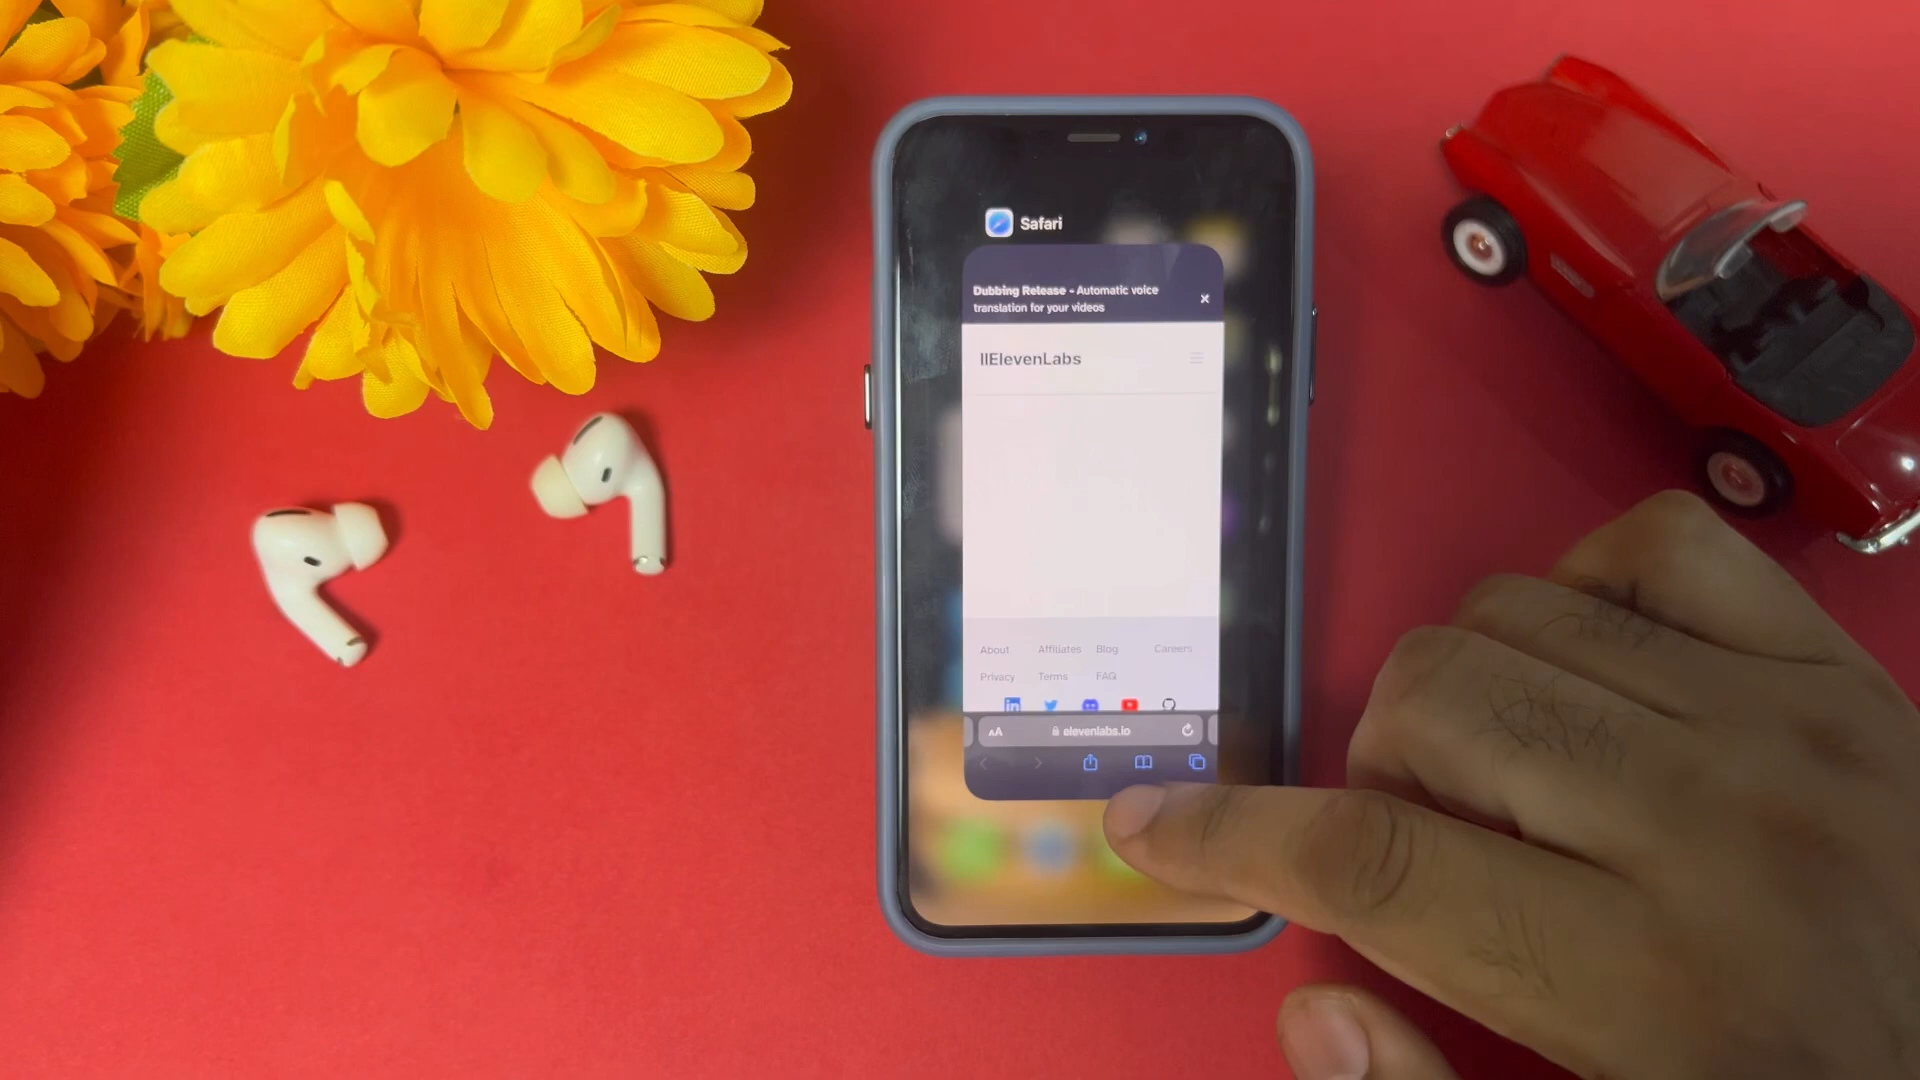 Safari
Dubbing Release - Automatic voice
translation for your videos
IIElevenLabs
About Affiliates Blog Careers
Privacy Terms FAQ
AA elevenlabs.io